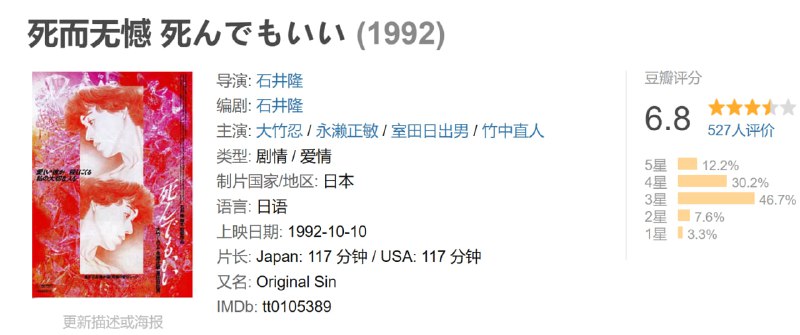 死而无憾 死んでもいい (1992)
死んでもいい
导演: 石井隆
编剧: 石井隆
主演: 大竹忍 / 永濑正敏 / 室田日出男 / 竹中直人
类型: 剧情 / 爱情
制片国家/地区: 日本
语言: 日语
上映日期: 1992-10-10
片长: Japan: 117 分钟 / USA: 117 分钟
又名: Original Sin
IMDb: tt0105389
更新描述或海报
豆瓣评分
6.8
527人评价
5星 12.2%
4星 30.2%
3星 46.7%
2星 7.6%
1星 3.3%